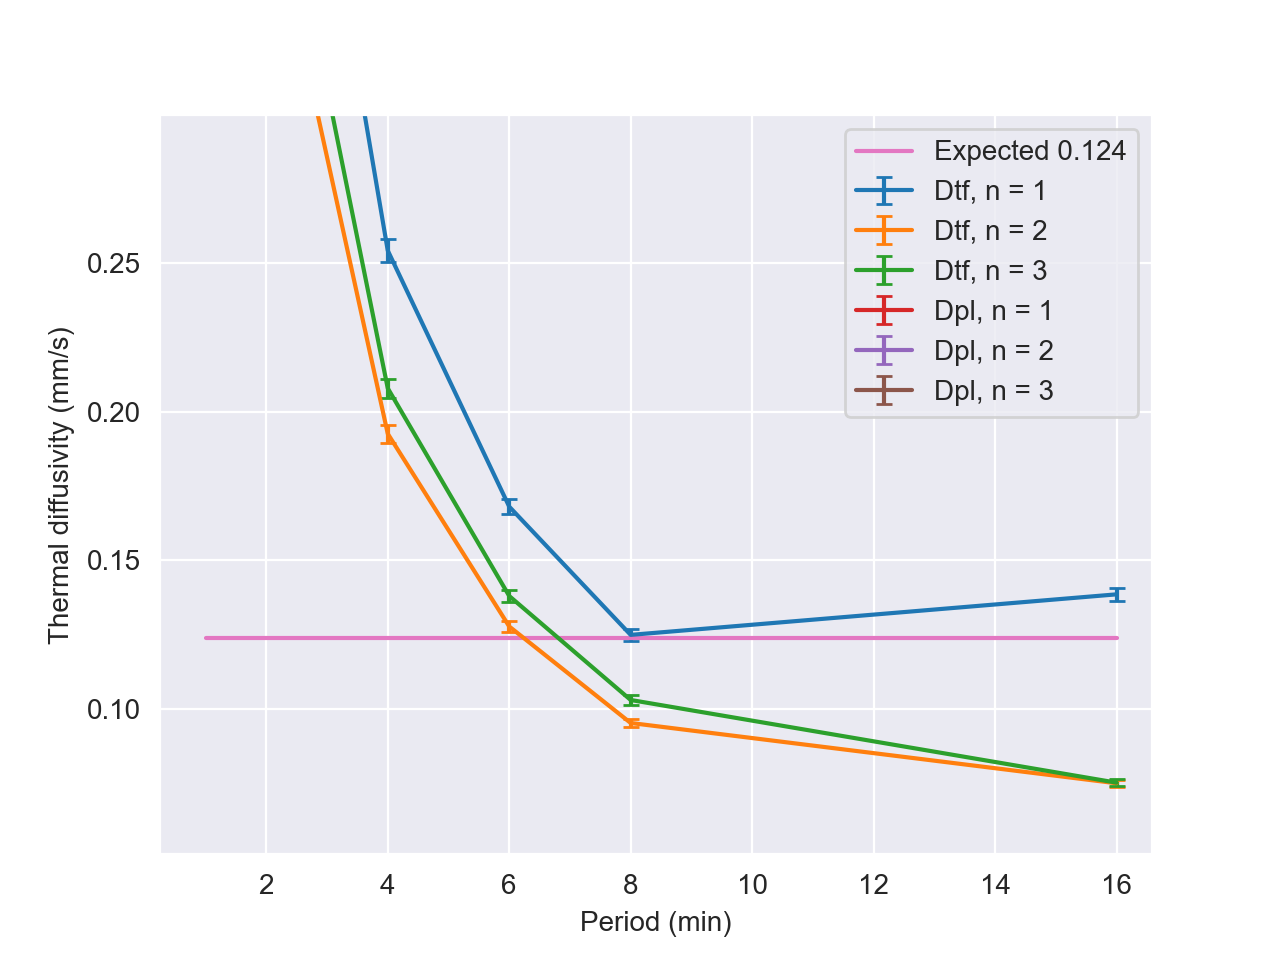 Expected 0.124
Dtf, n = 1
Dtf, n = 2
Dtf, n = 3
Dpl, n = 1
Dpl, n = 2
Dpl, n = 3
0.25
0.20
0.15
0.10
Thermal diffusivity (mm/s)
2 4 6 8 10 12 14 16
Period (min)